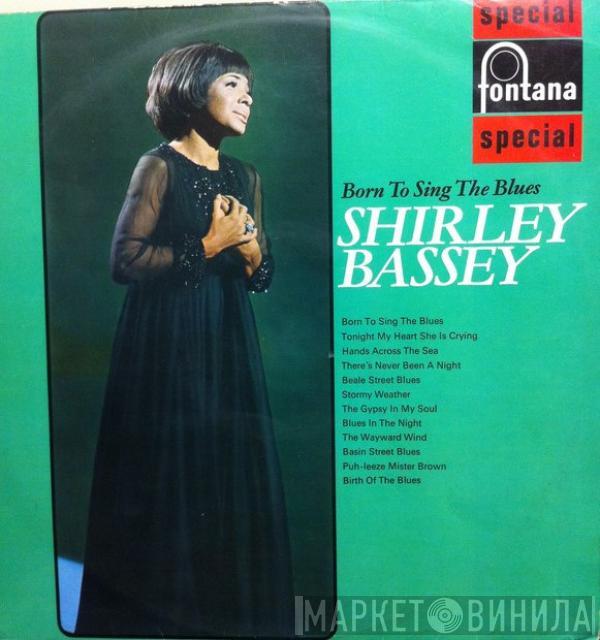 special
fontana
special
Born To Sing The Blues
SHIRLEY
BASSEY
Born To Sing The Blues
Tonight My Heart She Is Crying
Hands Across The Sea
There's Never Been A Night
Beale Street Blues
Stormy Weather
The Gypsy In My Soul
Blues In The Night
The Wayward Wind
Basin Street Blues
Puh-leeze Mister Brown
Birth Of The Blues
МАРКЕТ ВИНИЛА